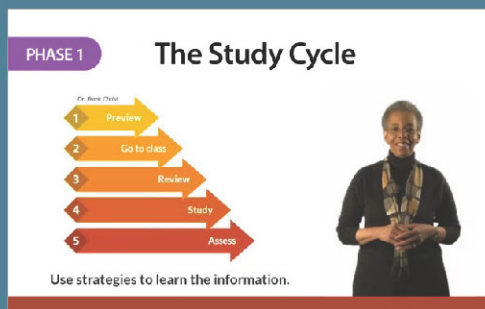 PHASE 1
The Study Cycle
1 Preview
2 Go to class
3 Review
4 Study
5 Assess
Use strategies to learn the information.